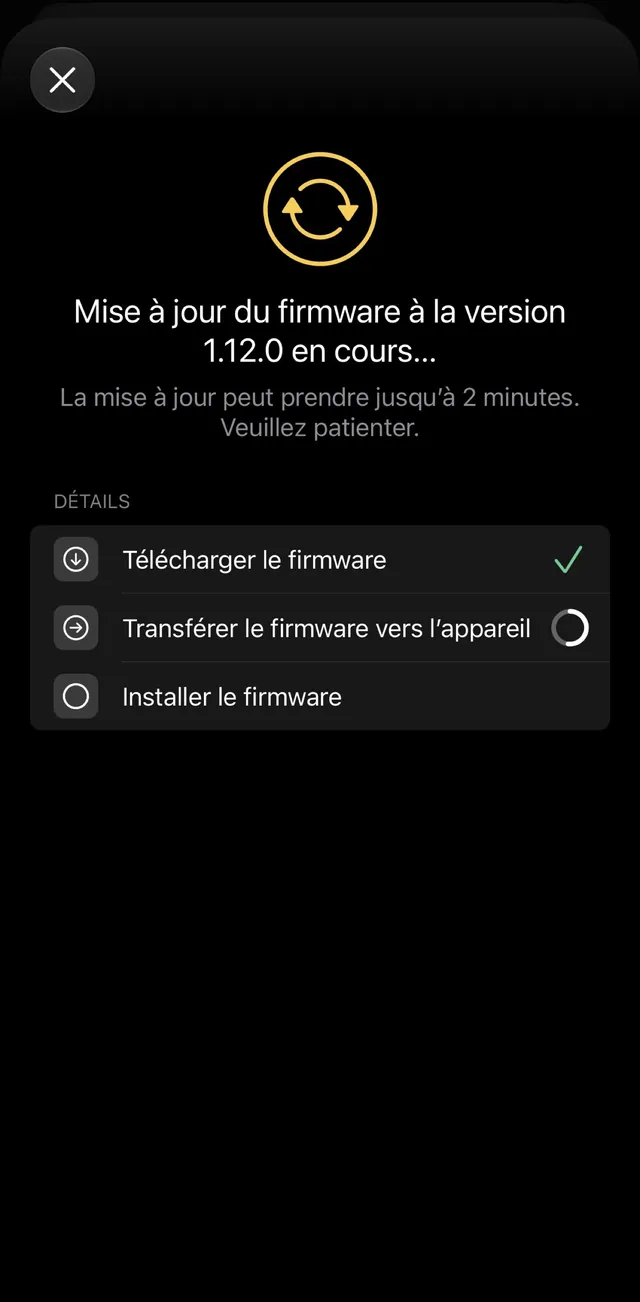 Mise à jour du firmware à la version
1.12.0 en cours...
La mise à jour peut prendre jusqu’à 2 minutes.
Veuillez patienter.
DÉTAILS
Télécharger le firmware
Transférer le firmware vers l’appareil
Installer le firmware